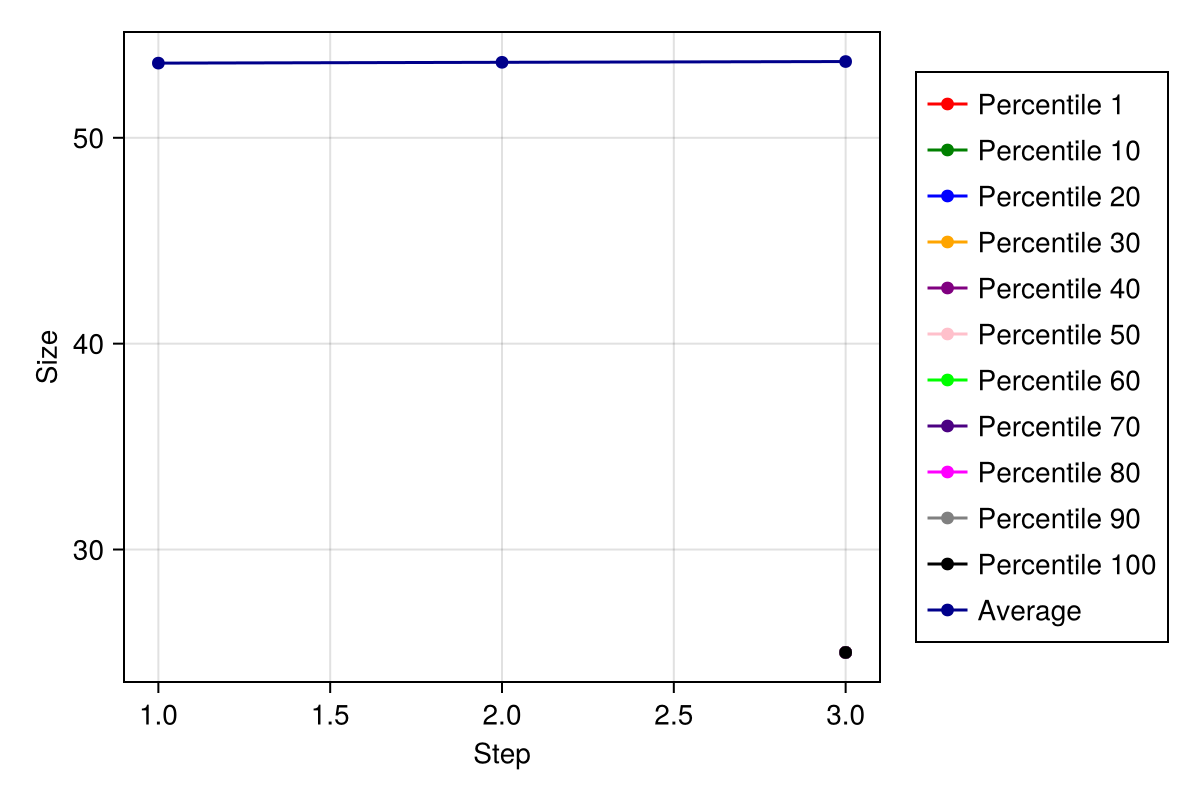 50
40
30
Size
1.0
1.5
2.0
2.5
3.0
Step
Percentile 1
Percentile 10
Percentile 20
Percentile 30
Percentile 40
Percentile 50
Percentile 60
Percentile 70
Percentile 80
Percentile 90
Percentile 100
Average